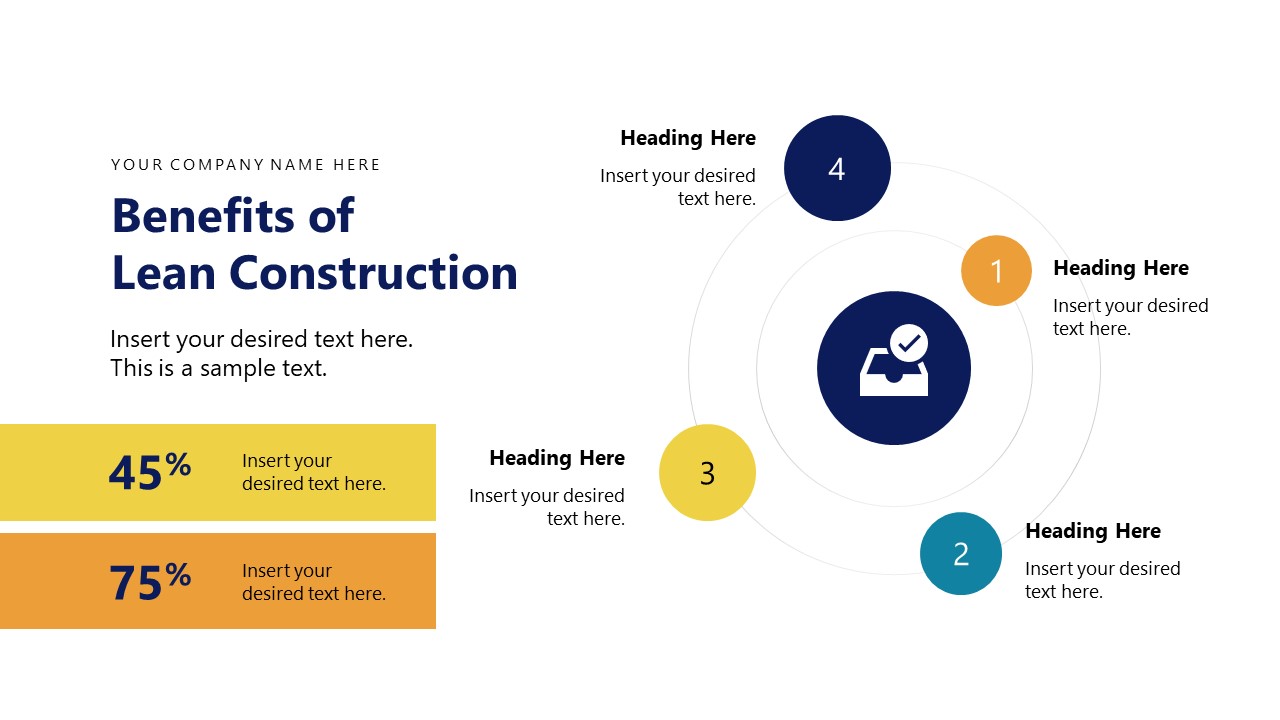 YOUR COMPANY NAME HERE
Benefits of
Lean Construction
Insert your desired text here.
This is a sample text.
45%
Insert your
desired text here.
75%
Insert your
desired text here.
4
Heading Here
Insert your desired
text here.
1
Heading Here
Insert your desired
text here.
3
Heading Here
Insert your desired
text here.
2
Heading Here
Insert your desired
text here.